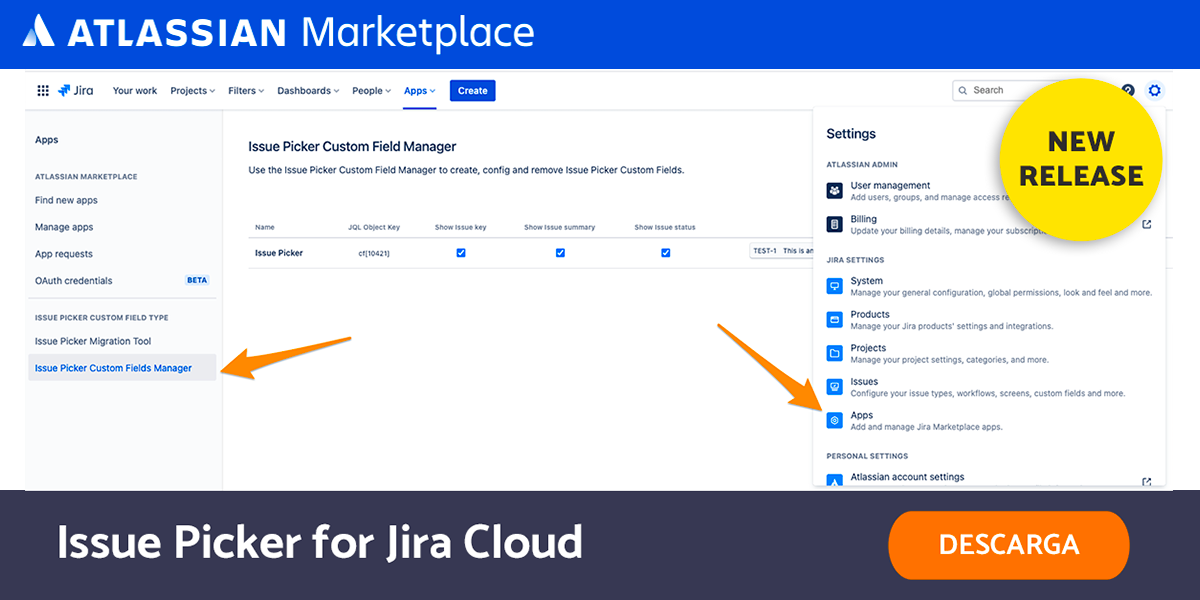 ATLASSIAN Marketplace
Jira Your work Projects Filters Dashboards People Apps Create Search ?
Apps
ATLASSIAN MARKETPLACE
Find new apps
Manage apps
App requests
OAuth credentials BETA
ISSUE PICKER CUSTOM FIELD TYPE
Issue Picker Migration Tool
Issue Picker Custom Fields Manager
Issue Picker Custom Field Manager
Use the Issue Picker Custom Field Manager to create, config and remove Issue Picker Custom Fields.
Name JQL Object Key Show Issue key Show Issue summary Show Issue status
Issue Picker cf[10421] TEST-1 This is an
Settings
ATLASSIAN ADMIN
User management
Add users, groups, and manage access
Billing
Update your billing details, manage your
JIRA SETTINGS
System
Manage your general configuration, global permissions, look and feel and more.
Products
Manage your Jira products' settings and integrations.
Projects
Manage your project settings, categories, and more.
Issues
Configure your issue types, workflows, screens, custom fields and more.
Apps
Add and manage Jira Marketplace apps.
PERSONAL SETTINGS
Atlassian account settings
NEW
RELEASE
Issue Picker for Jira Cloud
DESCARGA